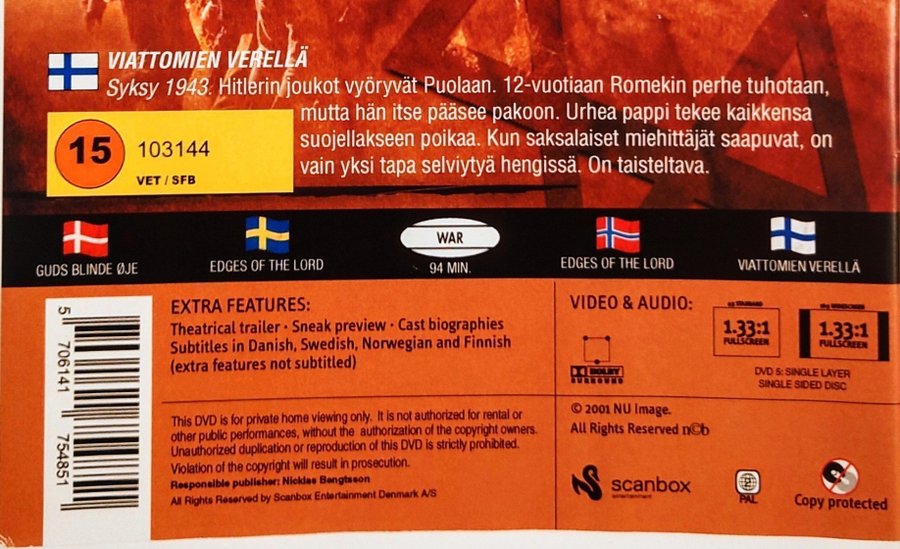 VIATTOMIEN VERELLÄ
Syksy 1943. Hitlerin joukot vyöryvät Puolaan. 12-vuotiaan Romekin perhe tuhotaan,
mutta hän itse pääsee pakoon. Urhea pappi tekee kaikkensa
suojellakseen poikaa. Kun saksalaiset miehittäjät saapuvat, on
vain yksi tapa selviytyä hengissä. On taisteltava.
15 103144
VET / SFB
GUDS BLINDE ØJE
EDGES OF THE LORD
WAR
94 MIN.
EDGES OF THE LORD
VIATTOMIEN VERELLÄ
5 706141 754851
EXTRA FEATURES:
Theatrical trailer · Sneak preview · Cast biographies
Subtitles in Danish, Swedish, Norwegian and Finnish
(extra features not subtitled)
VIDEO & AUDIO:
DOLBY
SURROUND
STANDARD
1.33:1
FULLSCREEN
WIDESCREEN
1.33:1
FULLSCREEN
DVD 5: SINGLE LAYER
SINGLE SIDED DISC
This DVD is for private home viewing only. It is not authorized for rental or
other public performances, without the authorization of the copyright owners.
Unauthorized duplication or reproduction of this DVD is strictly prohibited.
Violation of the copyright will result in prosecution.
Responsible publisher: Nicklas Bengtsson
All Rights Reserved by Scanbox Entertainment Denmark A/S
© 2001 NU Image.
All Rights Reserved n©b
scanbox
entertainment
2
PAL
Copy protected